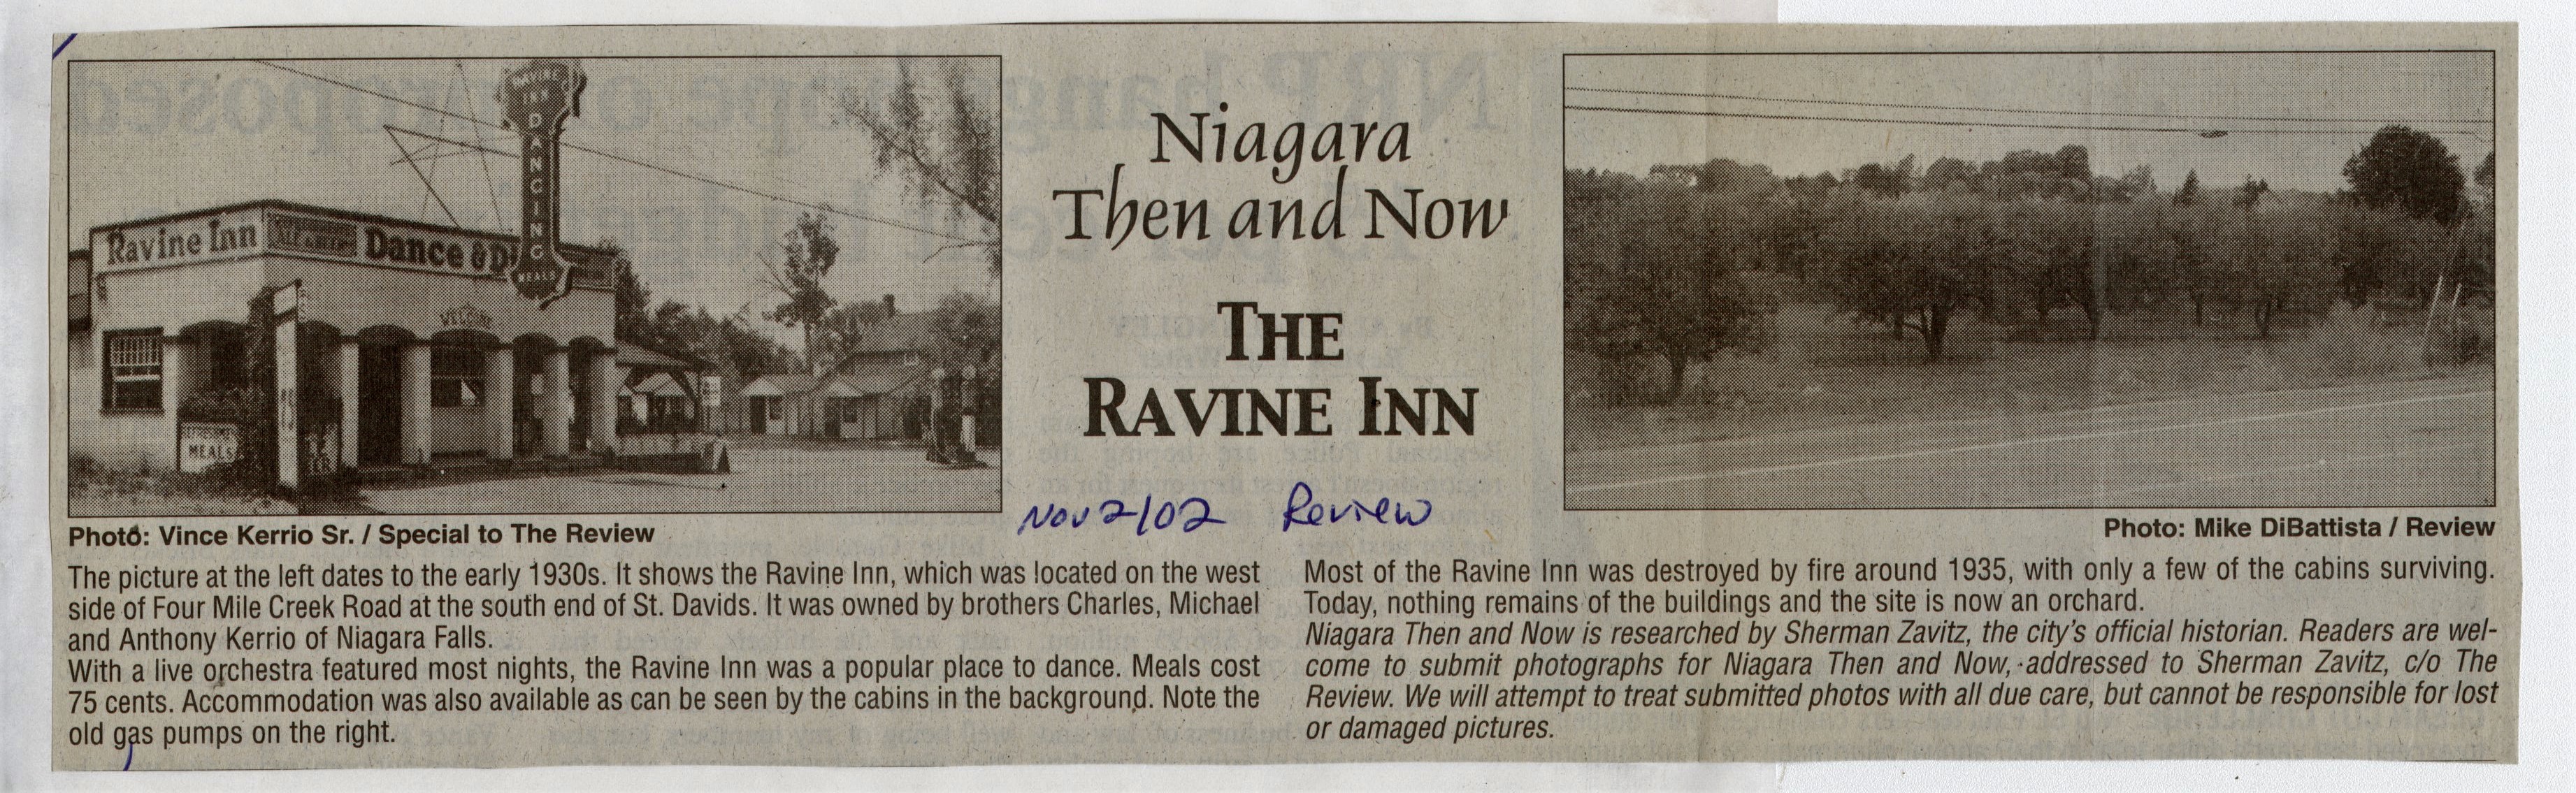 RAVINE
INN
DANCING
MEALS
Ravine Inn
ALE & BEER
Dance & D
WELCOME
MEALS
Niagara
Then and Now
THE
RAVINE INN
Nov 2/02 Review
Photo: Vince Kerrio Sr. / Special to The Review
The picture at the left dates to the early 1930s. It shows the Ravine Inn, which was located on the west
side of Four Mile Creek Road at the south end of St. Davids. It was owned by brothers Charles, Michael
and Anthony Kerrio of Niagara Falls.
With a live orchestra featured most nights, the Ravine Inn was a popular place to dance. Meals cost
75 cents. Accommodation was also available as can be seen by the cabins in the background. Note the
old gas pumps on the right.
Photo: Mike DiBattista / Review
Most of the Ravine Inn was destroyed by fire around 1935, with only a few of the cabins surviving.
Today, nothing remains of the buildings and the site is now an orchard.
Niagara Then and Now is researched by Sherman Zavitz, the city's official historian. Readers are wel-
come to submit photographs for Niagara Then and Now, addressed to Sherman Zavitz, c/o The
Review. We will attempt to treat submitted photos with all due care, but cannot be responsible for lost
or damaged pictures.